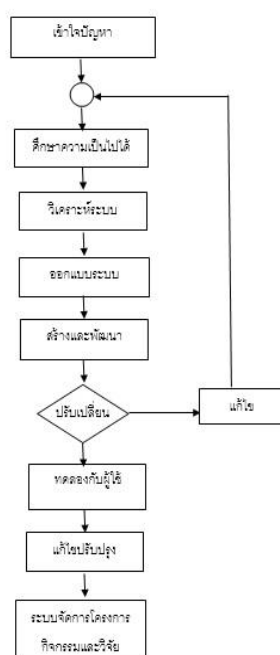 เข้าใจปัญหา
ศึกษาความเป็นไปได้
วิเคราะห์ระบบ
ออกแบบระบบ
สร้างและพัฒนา
ปรับเปลี่ยน
แก้ไข
ทดลองกับผู้ใช้
แก้ไขปรับปรุง
ระบบจัดการโครงการ
กิจกรรมและวิจัย